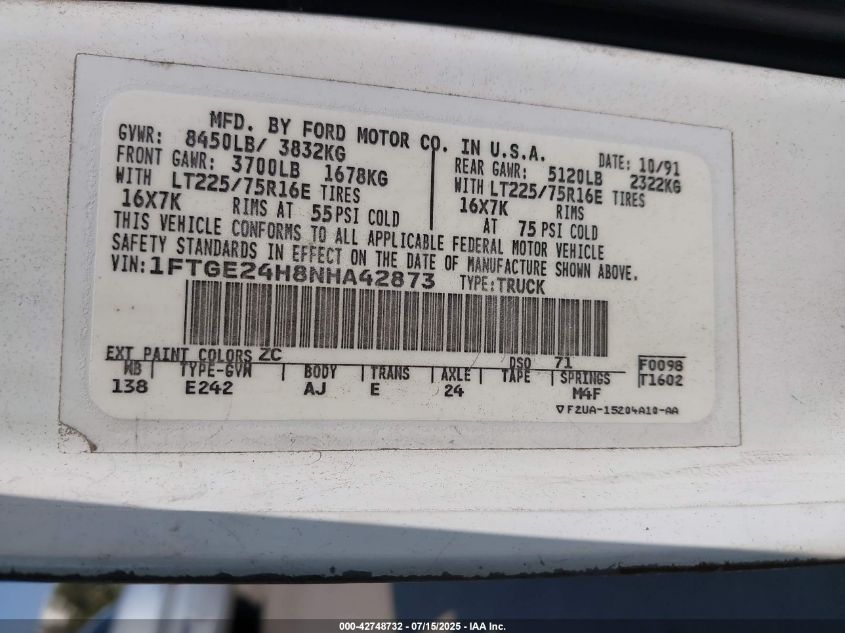 MFD. BY FORD MOTOR CO. IN U.S.A.
GVWR: 8450LB/ 3832KG
FRONT GAWR: 3700LB 1678KG
WITH LT225/75R16E TIRES
16X7K RIMS AT 55 PSI COLD
DATE: 10/91
REAR GAWR: 5120LB 2322KG
WITH LT225/75R16E TIRES
16X7K RIMS
AT 75 PSI COLD
THIS VEHICLE CONFORMS TO ALL APPLICABLE FEDERAL MOTOR VEHICLE
SAFETY STANDARDS IN EFFECT ON THE DATE OF MANUFACTURE SHOWN ABOVE.
VIN: 1FTGE24H8NHA42873 TYPE: TRUCK
EXT PAINT COLORS ZC DSO 71 F0098
WB | TYPE-GVW | BODY | TRANS | AXLE | TAPE | SPRINGS T1602
138 E242 AJ E 24 M4F
▽F2UA-15204A10-AA
000-42748732 - 07/15/2025 - IAA Inc.